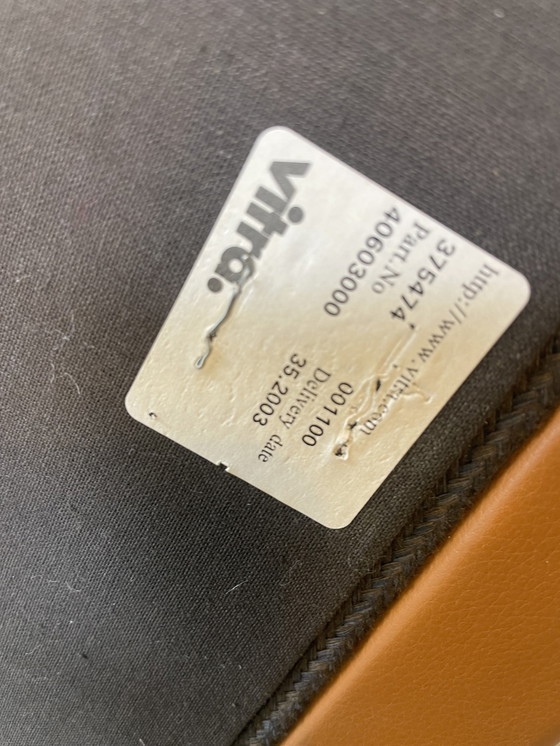 http://www.vitra.com
375474 001100
Part.No Delivery date
40603000 35.2003
vitra.